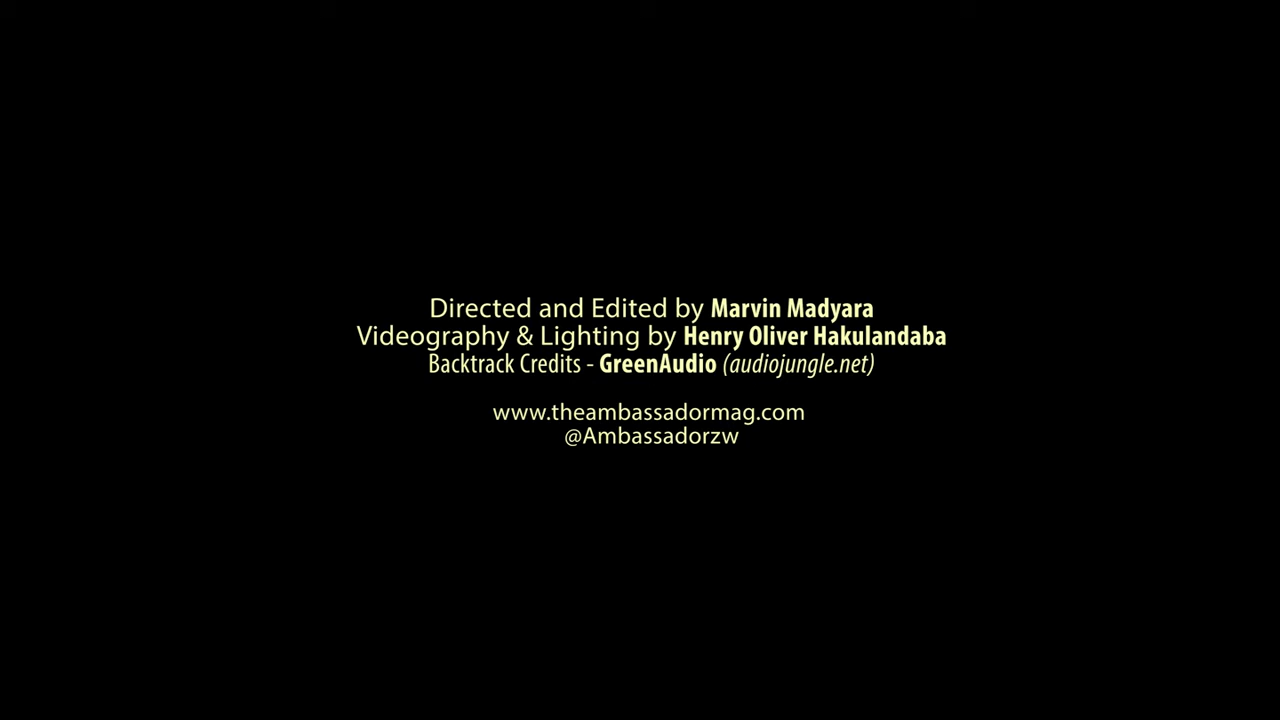 Directed and Edited by Marvin Madyara
Videography & Lighting by Henry Oliver Hakulandaba
Backtrack Credits - GreenAudio (audiojungle.net)
www.theambassadormag.com
@Ambassadorzw